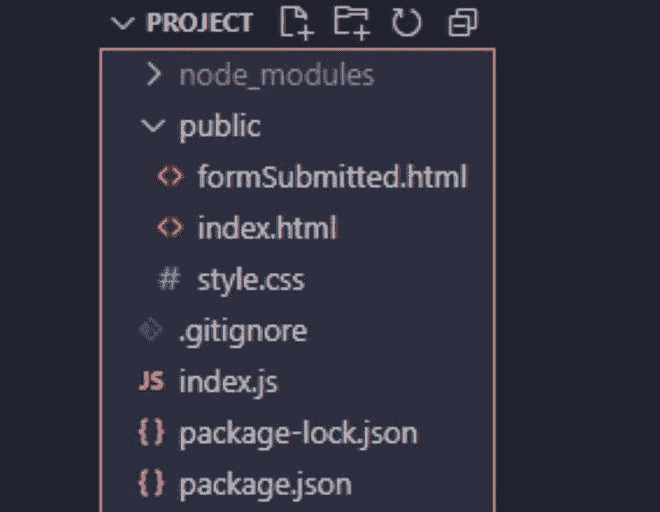 PROJECT
node_modules
public
<> formSubmitted.html
<> index.html
# style.css
.gitignore
JS index.js
{} package-lock.json
{} package.json